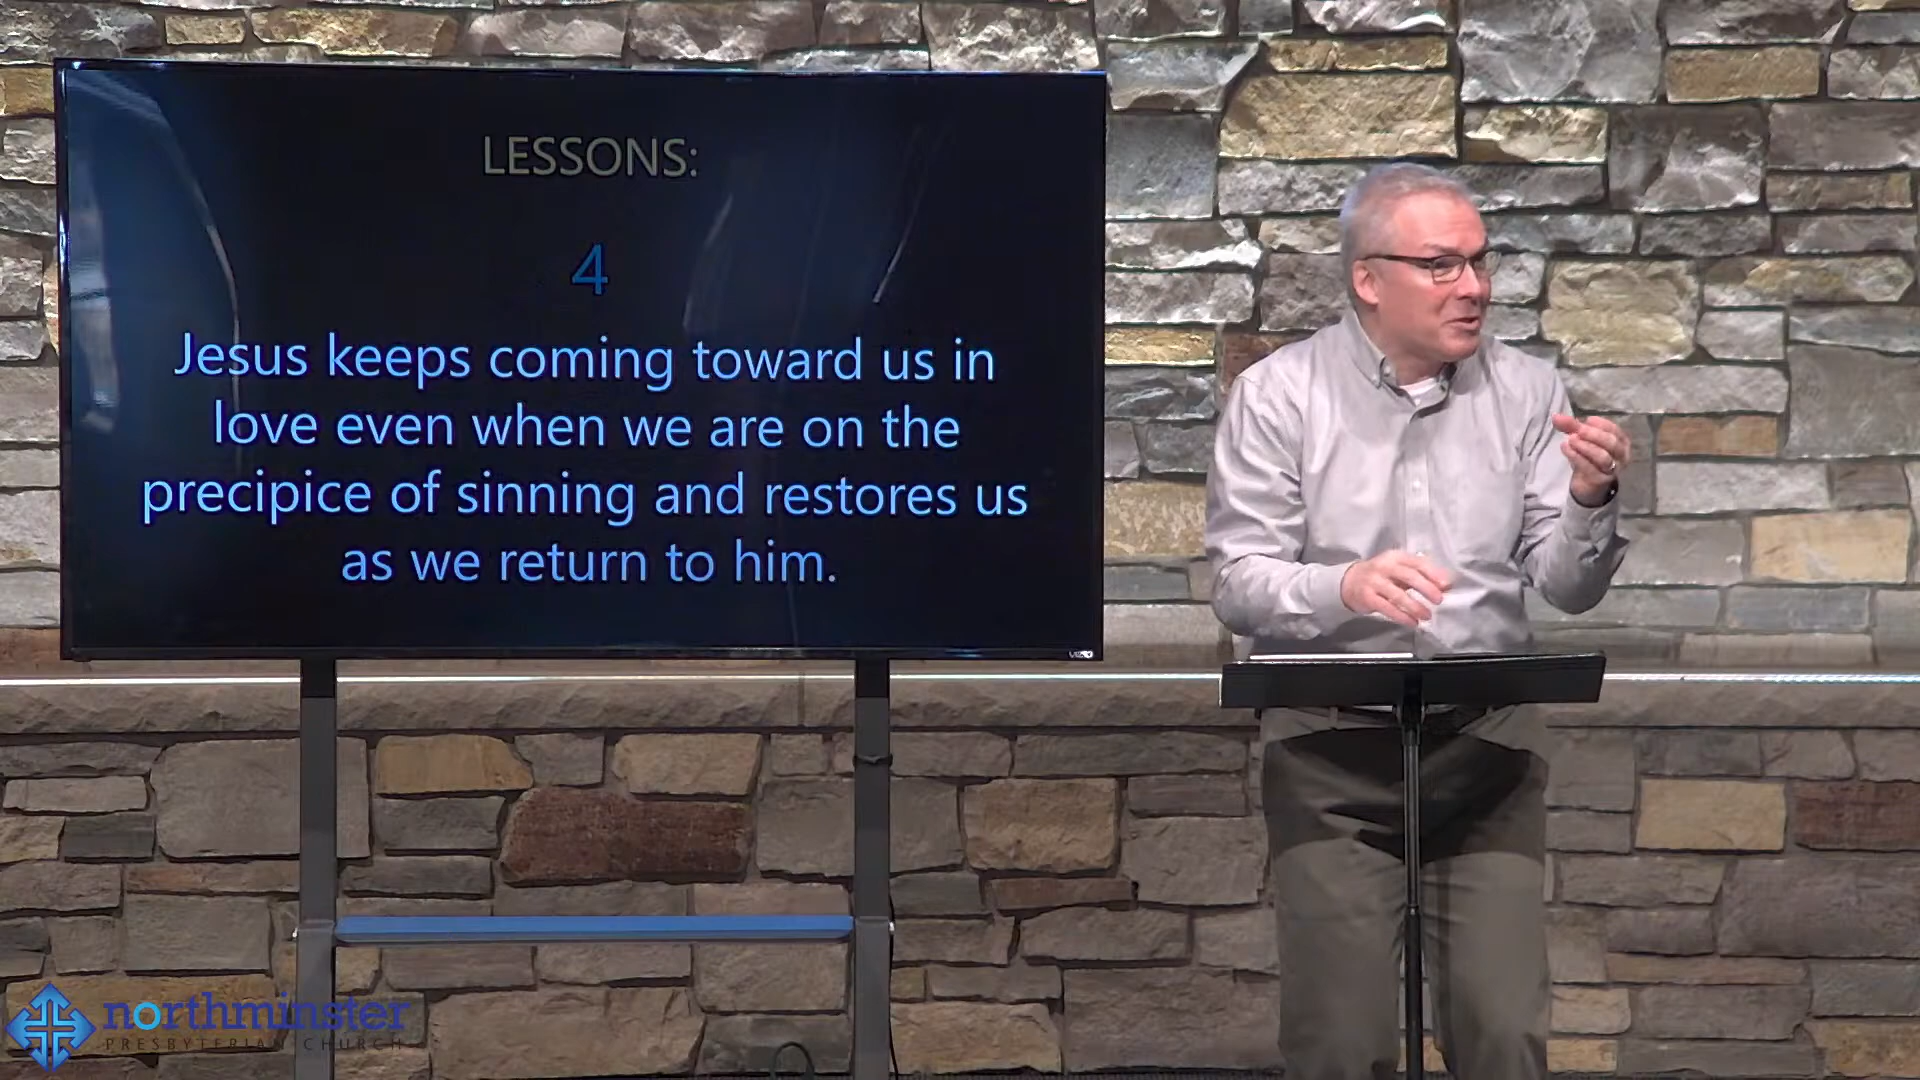 LESSONS:
4
Jesus keeps coming toward us in
love even when we are on the
precipice of sinning and restores us
as we return to him.
VIZIO
northminster
PRESBYTERIAN CHURCH